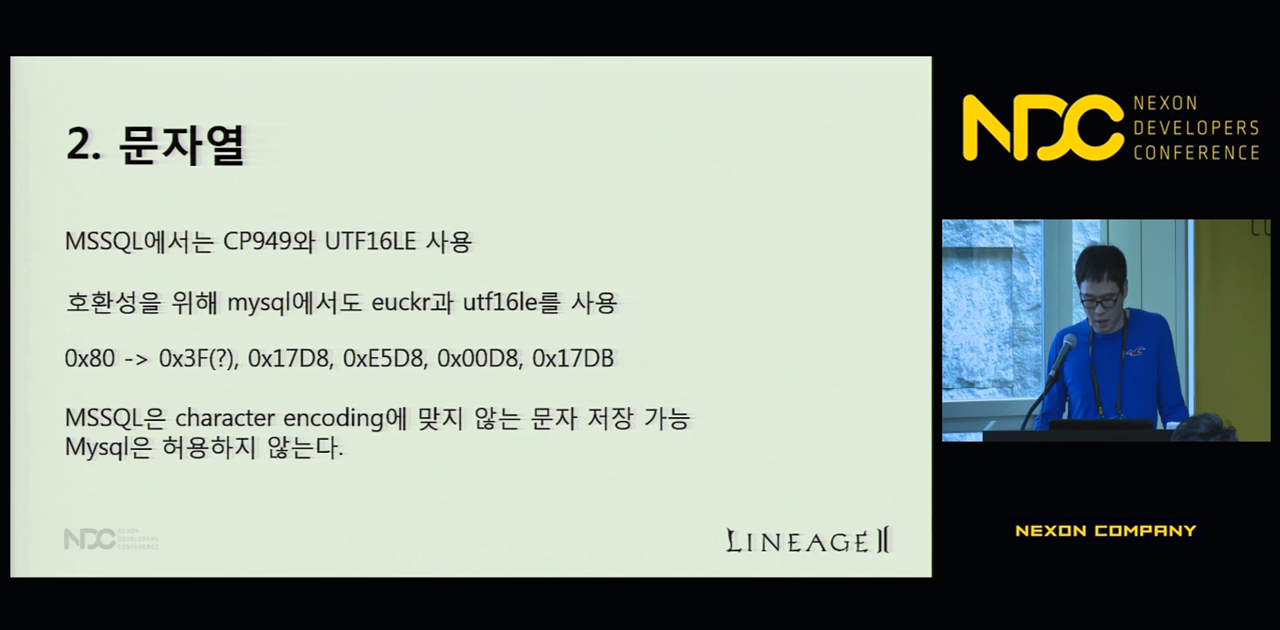 2. 문자열
MSSQL에서는 CP949와 UTF16LE 사용
호환성을 위해 mysql에서도 euckr과 utf16le를 사용
0x80 -> 0x3F(?), 0x17D8, 0xE5D8, 0x00D8, 0x17DB
MSSQL은 character encoding에 맞지 않는 문자 저장 가능
Mysql은 허용하지 않는다.
NDC NEXON
DEVELOPERS
CONFERENCE
LINEAGE II
NDC
NEXON
DEVELOPERS
CONFERENCE
NEXON COMPANY